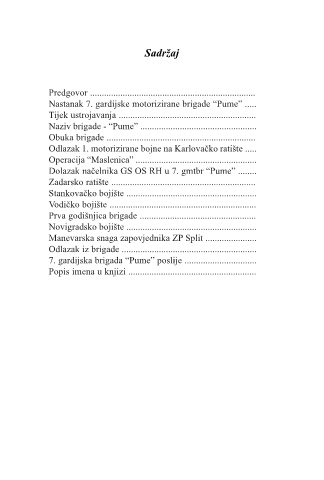 Sadržaj
Predgovor ......................................................................
Nastanak 7. gardijske motorizirane brigade “Pume” .....
Tijek ustrojavanja ..........................................................
Naziv brigade - “Pume” .................................................
Obuka brigade ................................................................
Odlazak 1. motorizirane bojne na Karlovačko ratište .....
Operacija “Maslenica” ....................................................
Dolazak načelnika GS OS RH u 7. gmtbr “Pume” ........
Zadarsko ratište .............................................................
Stankovačko bojište ........................................................
Vodičko bojište ..............................................................
Prva godišnjica brigade ..................................................
Novigradsko bojište ........................................................
Manevarska snaga zapovjednika ZP Split ......................
Odlazak iz brigade .........................................................
7. gardijska brigada “Pume” poslije ...............................
Popis imena u knjizi ......................................................